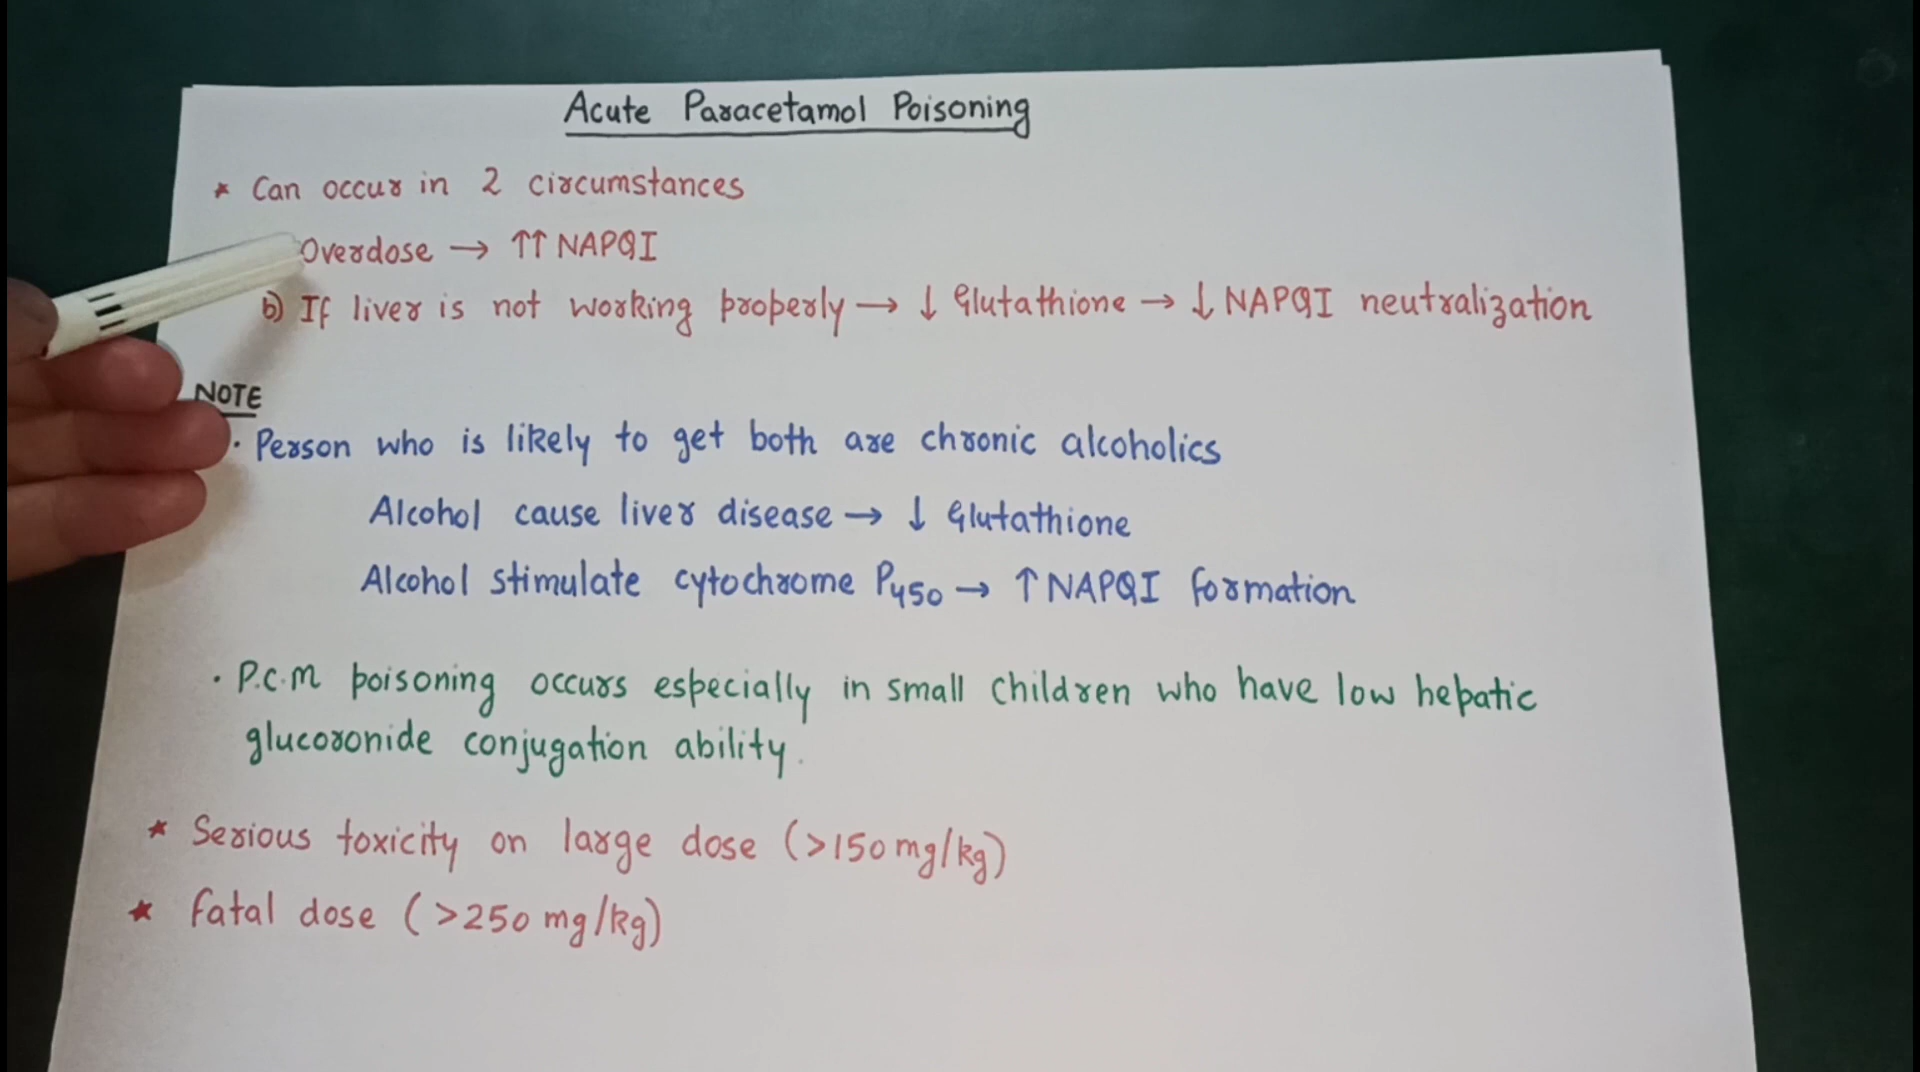 Acute Paracetamol Poisoning
* Can occur in 2 circumstances
Overdose → ↑↑ NAPQI
b) If liver is not working properly → ↓ Glutathione → ↓ NAPQI neutralization
NOTE
· Person who is likely to get both are chronic alcoholics
Alcohol cause liver disease → ↓ Glutathione
Alcohol stimulate cytochrome P450 → ↑ NAPQI formation
· P.C.M poisoning occurs especially in small children who have low hepatic
glucoronide conjugation ability.
* Serious toxicity on large dose (>150 mg/kg)
* fatal dose (>250 mg/kg)